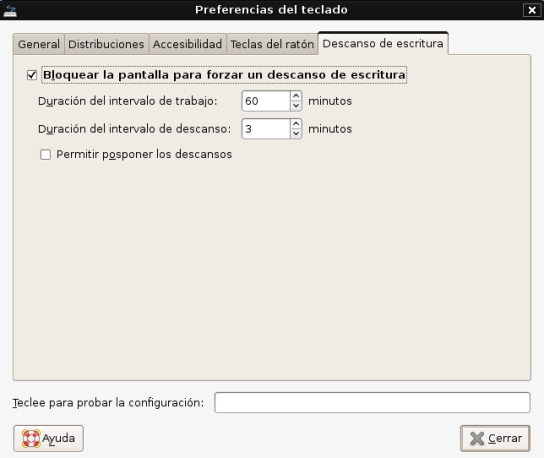 Preferencias del teclado
General Distribuciones Accesibilidad Teclas del ratón Descanso de escritura
Bloquear la pantalla para forzar un descanso de escritura
Duración del intervalo de trabajo: 60 minutos
Duración del intervalo de descanso: 3 minutos
Permitir posponer los descansos
Teclee para probar la configuración:
Ayuda Cerrar